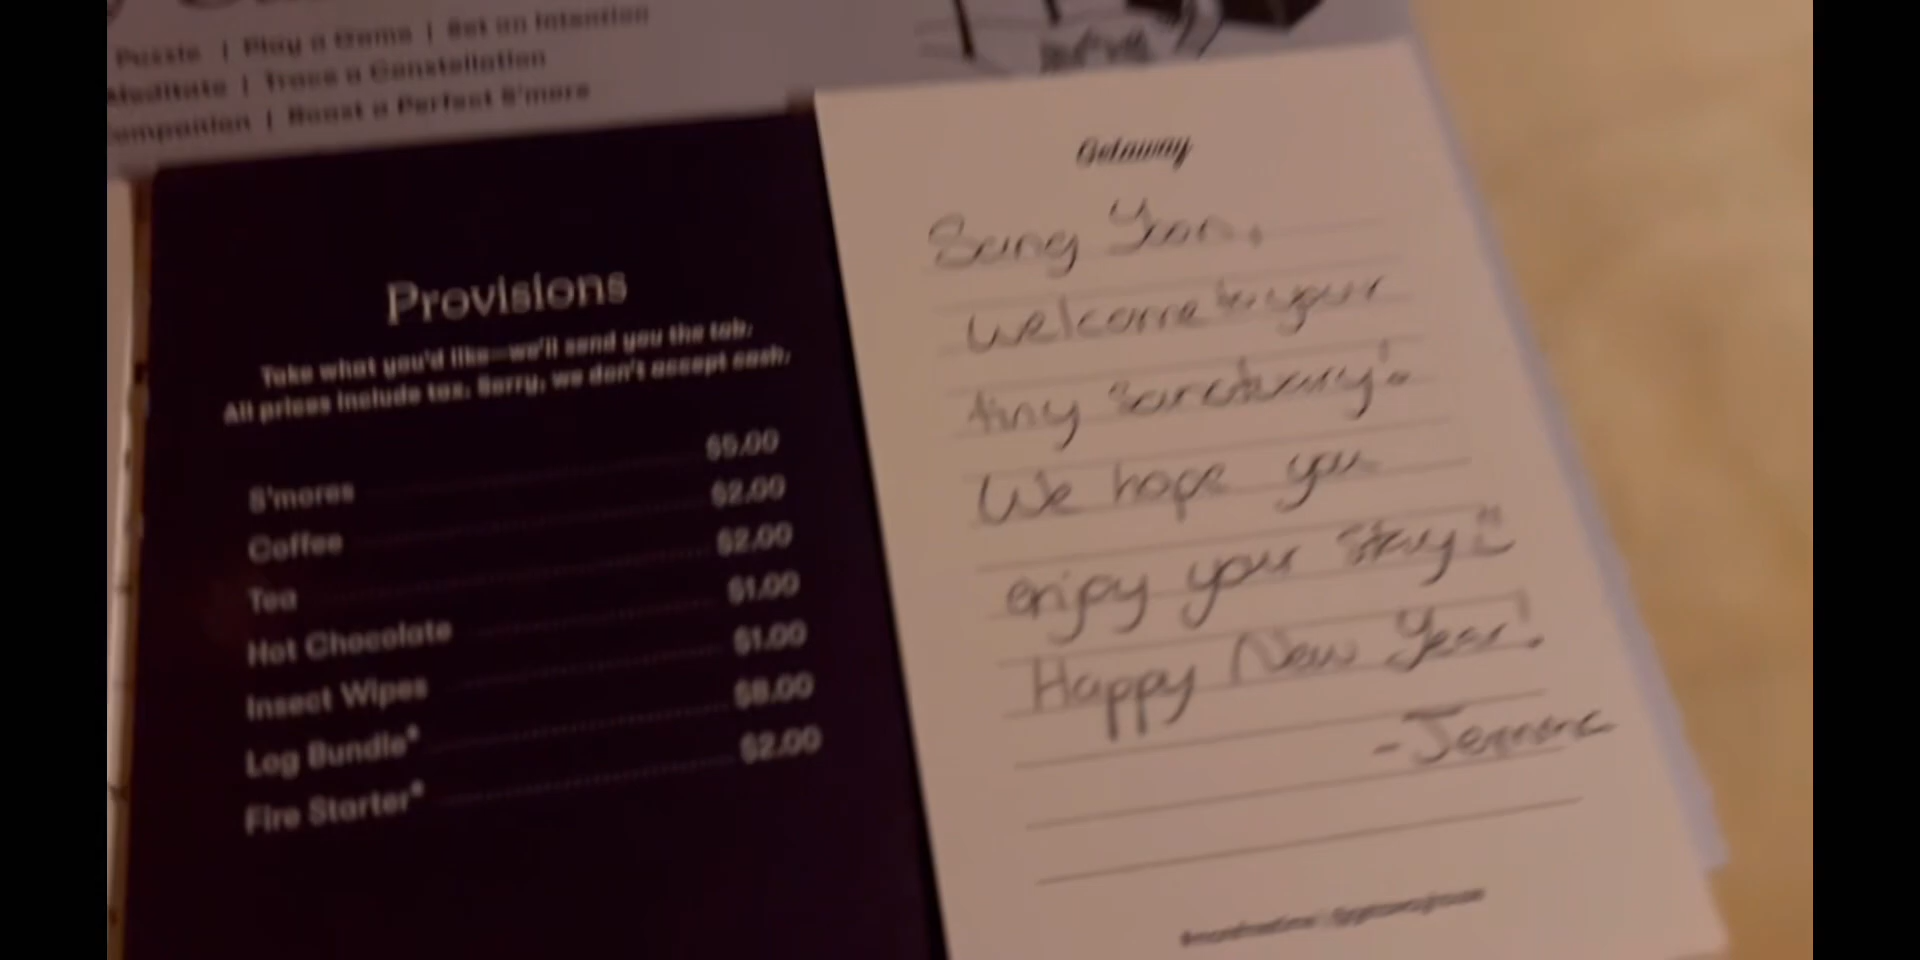 Puzzle | Play a Game | Set an Intention
Meditate | Trace a Constellation
Companion | Roast a Perfect S'more
Provisions
Take what you'd like—we'll send you the tab.
All prices include tax. Sorry, we don't accept cash.
S'mores $5.00
Coffee $2.00
Tea $2.00
Hot Chocolate $1.00
Insect Wipes $1.00
Log Bundle* $8.00
Fire Starter* $2.00
Getaway
Sung Yoon,
Welcome to your
tiny sanctuary!
We hope you
enjoy your stay!!
Happy New Year!